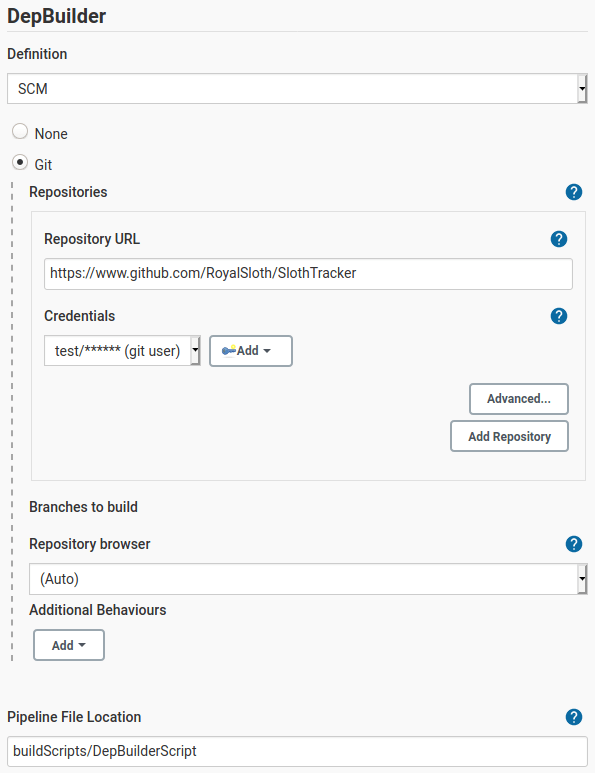 DepBuilder
Definition
SCM
None
Git
Repositories
?
Repository URL
?
https://www.github.com/RoyalSloth/SlothTracker
Credentials
?
test/****** (git user)
Add
Advanced...
Add Repository
Branches to build
Repository browser
?
(Auto)
Additional Behaviours
Add
Pipeline File Location
?
buildScripts/DepBuilderScript